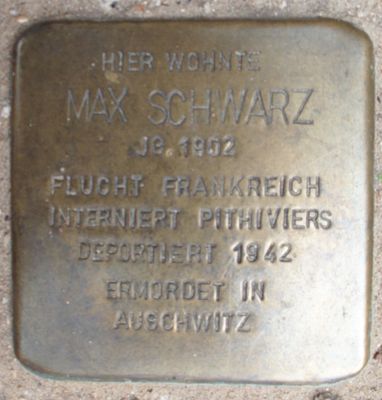 HIER WOHNTE
MAX SCHWARZ
JG. 1902
FLUCHT FRANKREICH
INTERNIERT PITHIVIERS
DEPORTIERT 1942
ERMORDET IN
AUSCHWITZ